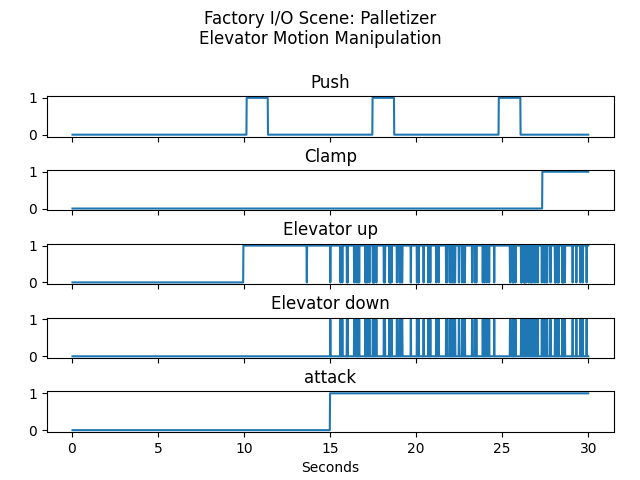 Factory I/O Scene: Palletizer
Elevator Motion Manipulation
Push
1
0
Clamp
1
0
Elevator up
1
0
Elevator down
1
0
attack
1
0
0 5 10 15 20 25 30
Seconds